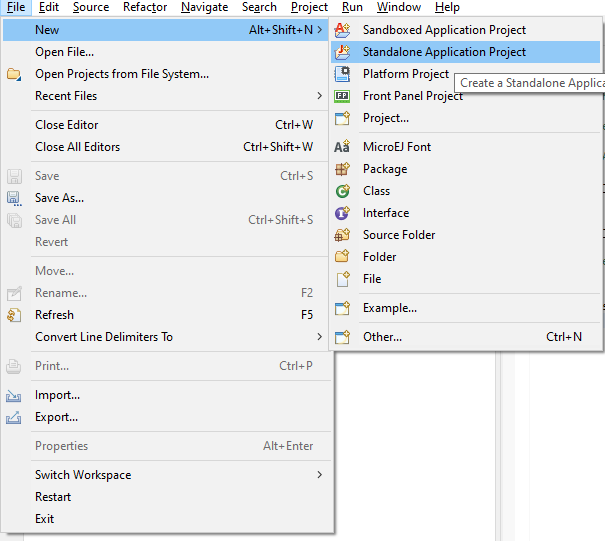 File Edit Source Refactor Navigate Search Project Run Window Help
New Alt+Shift+N
Open File...
Open Projects from File System...
Recent Files
Close Editor Ctrl+W
Close All Editors Ctrl+Shift+W
Save Ctrl+S
Save As...
Save All Ctrl+Shift+S
Revert
Move...
Rename... F2
Refresh F5
Convert Line Delimiters To
Print... Ctrl+P
Import...
Export...
Properties Alt+Enter
Switch Workspace
Restart
Exit
Sandboxed Application Project
Standalone Application Project
Platform Project
Create a Standalone Applica
Front Panel Project
Project...
MicroEJ Font
Package
Class
Interface
Source Folder
Folder
File
Example...
Other... Ctrl+N